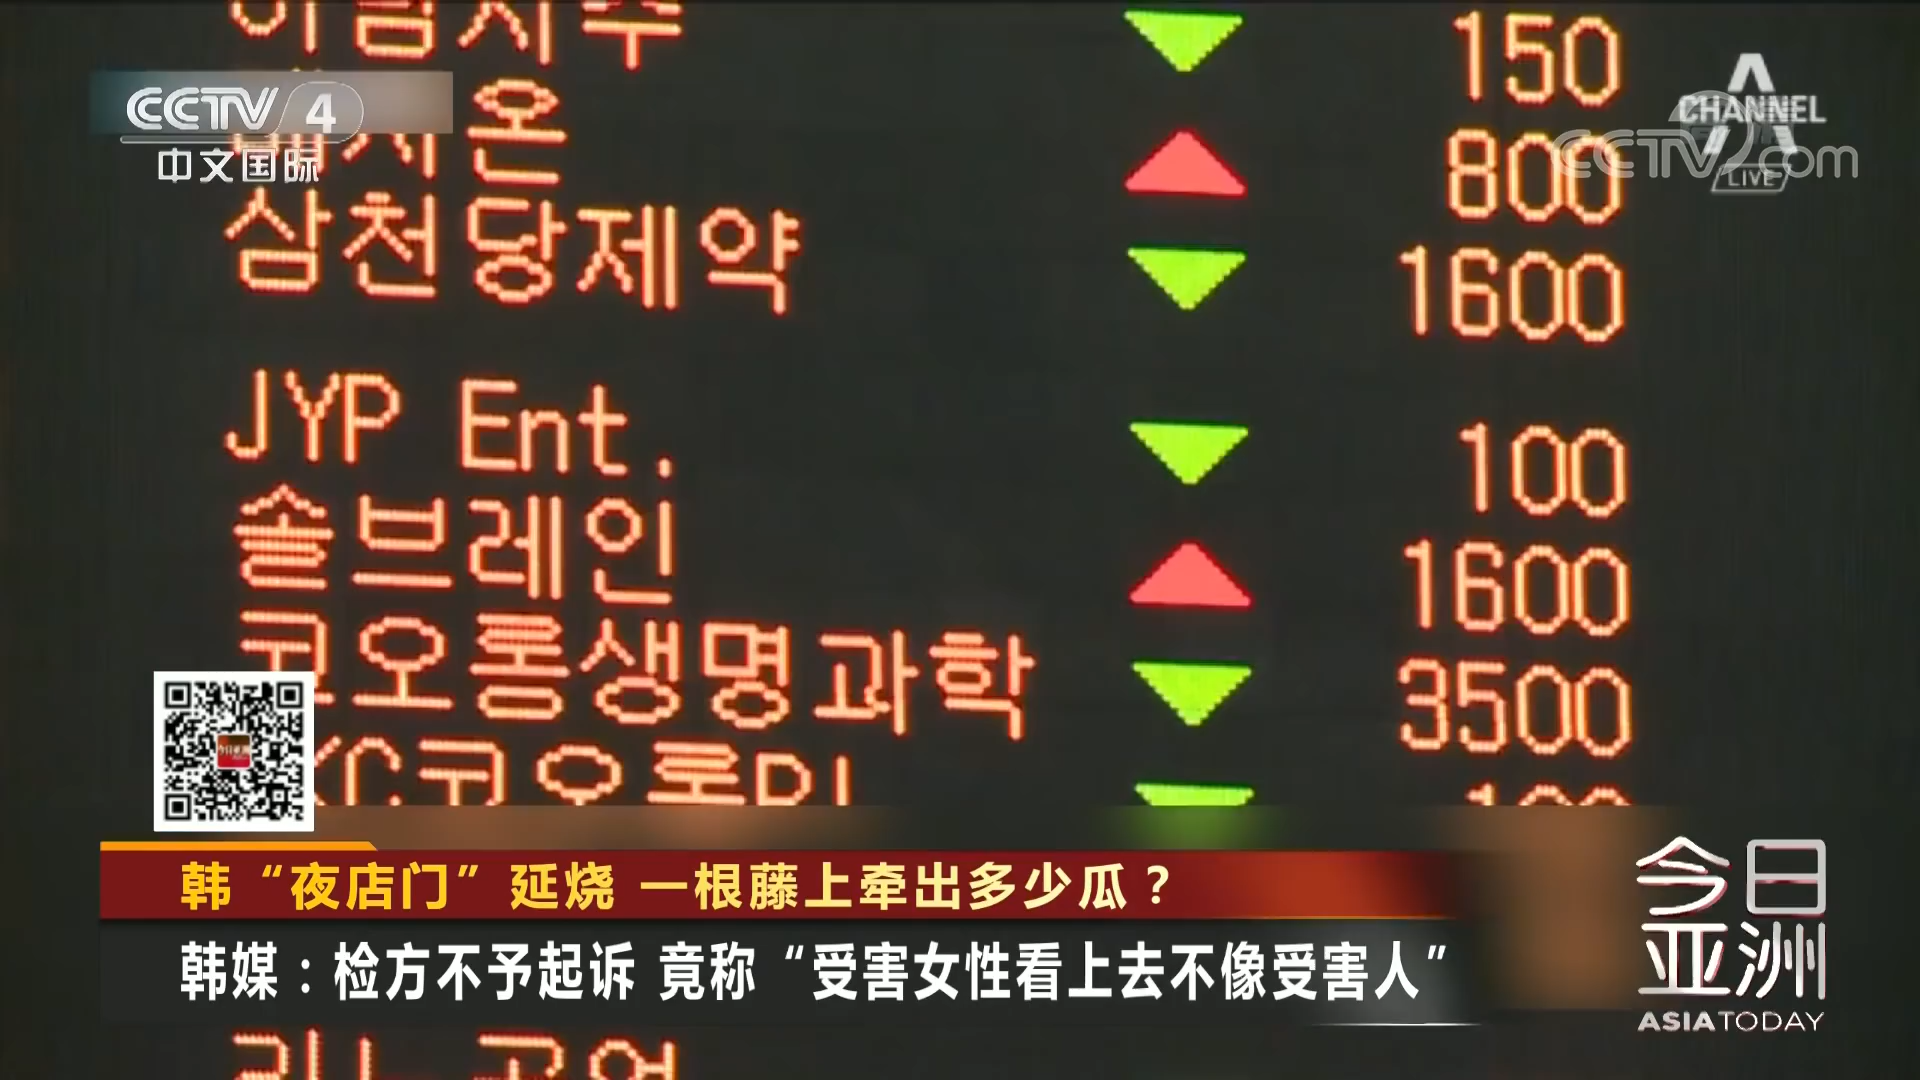 150
CCTV 4
中文国际
CHANNEL
LIVE
CCTV.com
온 800
삼천당제약 1600
JYP Ent. 100
솔브레인 1600
코오롱생명과학 3500
韩“夜店门”延烧 一根藤上牵出多少瓜？
韩媒：检方不予起诉 竟称“受害女性看上去不像受害人”
今日
亚洲
ASIA TODAY